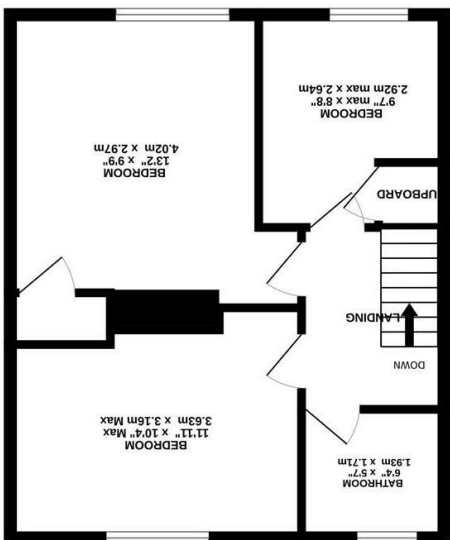 BEDROOM
13'2" x 9'9"
4.02m x 2.97m
BEDROOM
9'7" max x 8'8"
2.92m max x 2.64m
UPBOARD
LANDING
DOWN
BEDROOM
11'11" x 10'4" Max
3.63m x 3.16m Max
BATHROOM
6'4" x 5'7"
1.93m x 1.71m